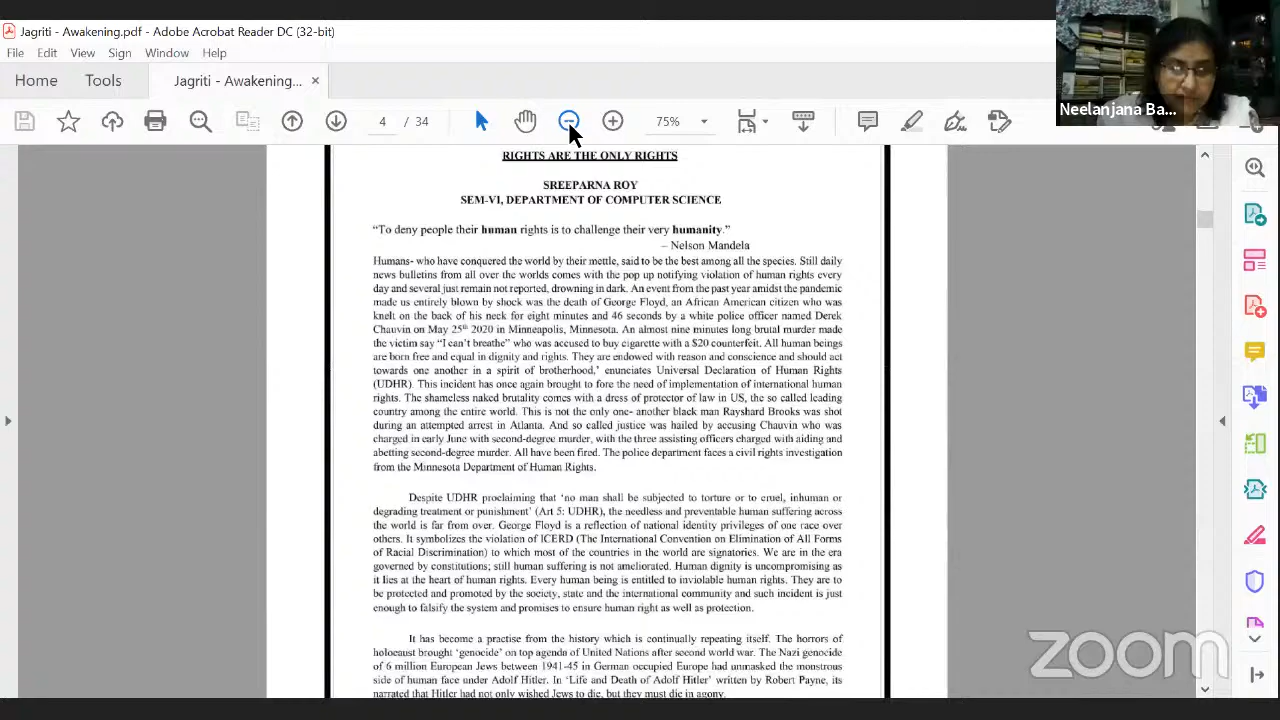 Jagriti - Awakening.pdf - Adobe Acrobat Reader DC (32-bit)
File Edit View Sign Window Help
Home Tools Jagriti - Awakening... ×
4 / 34 75%
Neelanjana Ba...
RIGHTS ARE THE ONLY RIGHTS
SREEPARNA ROY
SEM-VI, DEPARTMENT OF COMPUTER SCIENCE
“To deny people their human rights is to challenge their very humanity.”
– Nelson Mandela
Humans- who have conquered the world by their mettle, said to be the best among all the species. Still daily
news bulletins from all over the worlds comes with the pop up notifying violation of human rights every
day and several just remain not reported, drowning in dark. An event from the past year amidst the pandemic
made us entirely blown by shock was the death of George Floyd, an African American citizen who was
knelt on the back of his neck for eight minutes and 46 seconds by a white police officer named Derek
Chauvin on May 25th 2020 in Minneapolis, Minnesota. An almost nine minutes long brutal murder made
the victim say “I can’t breathe” who was accused to buy cigarette with a $20 counterfeit. All human beings
are born free and equal in dignity and rights. They are endowed with reason and conscience and should act
towards one another in a spirit of brotherhood,’ enunciates Universal Declaration of Human Rights
(UDHR). This incident has once again brought to fore the need of implementation of international human
rights. The shameless naked brutality comes with a dress of protector of law in US, the so called leading
country among the entire world. This is not the only one- another black man Rayshard Brooks was shot
during an attempted arrest in Atlanta. And so called justice was hailed by accusing Chauvin who was
charged in early June with second-degree murder, with the three assisting officers charged with aiding and
abetting second-degree murder. All have been fired. The police department faces a civil rights investigation
from the Minnesota Department of Human Rights.
Despite UDHR proclaiming that ‘no man shall be subjected to torture or to cruel, inhuman or
degrading treatment or punishment’ (Art 5: UDHR), the needless and preventable human suffering across
the world is far from over. George Floyd is a reflection of national identity privileges of one race over
others. It symbolizes the violation of ICERD (The International Convention on Elimination of All Forms
of Racial Discrimination) to which most of the countries in the world are signatories. We are in the era
governed by constitutions; still human suffering is not ameliorated. Human dignity is uncompromising as
it lies at the heart of human rights. Every human being is entitled to inviolable human rights. They are to
be protected and promoted by the society, state and the international community and such incident is just
enough to falsify the system and promises to ensure human right as well as protection.
It has become a practise from the history which is continually repeating itself. The horrors of
holocaust brought ‘genocide’ on top agenda of United Nations after second world war. The Nazi genocide
of 6 million European Jews between 1941-45 in German occupied Europe had unmasked the monstrous
side of human face under Adolf Hitler. In ‘Life and Death of Adolf Hitler’ written by Robert Payne, its
narrated that Hitler had not only wished Jews to die, but they must die in agony.
zoom